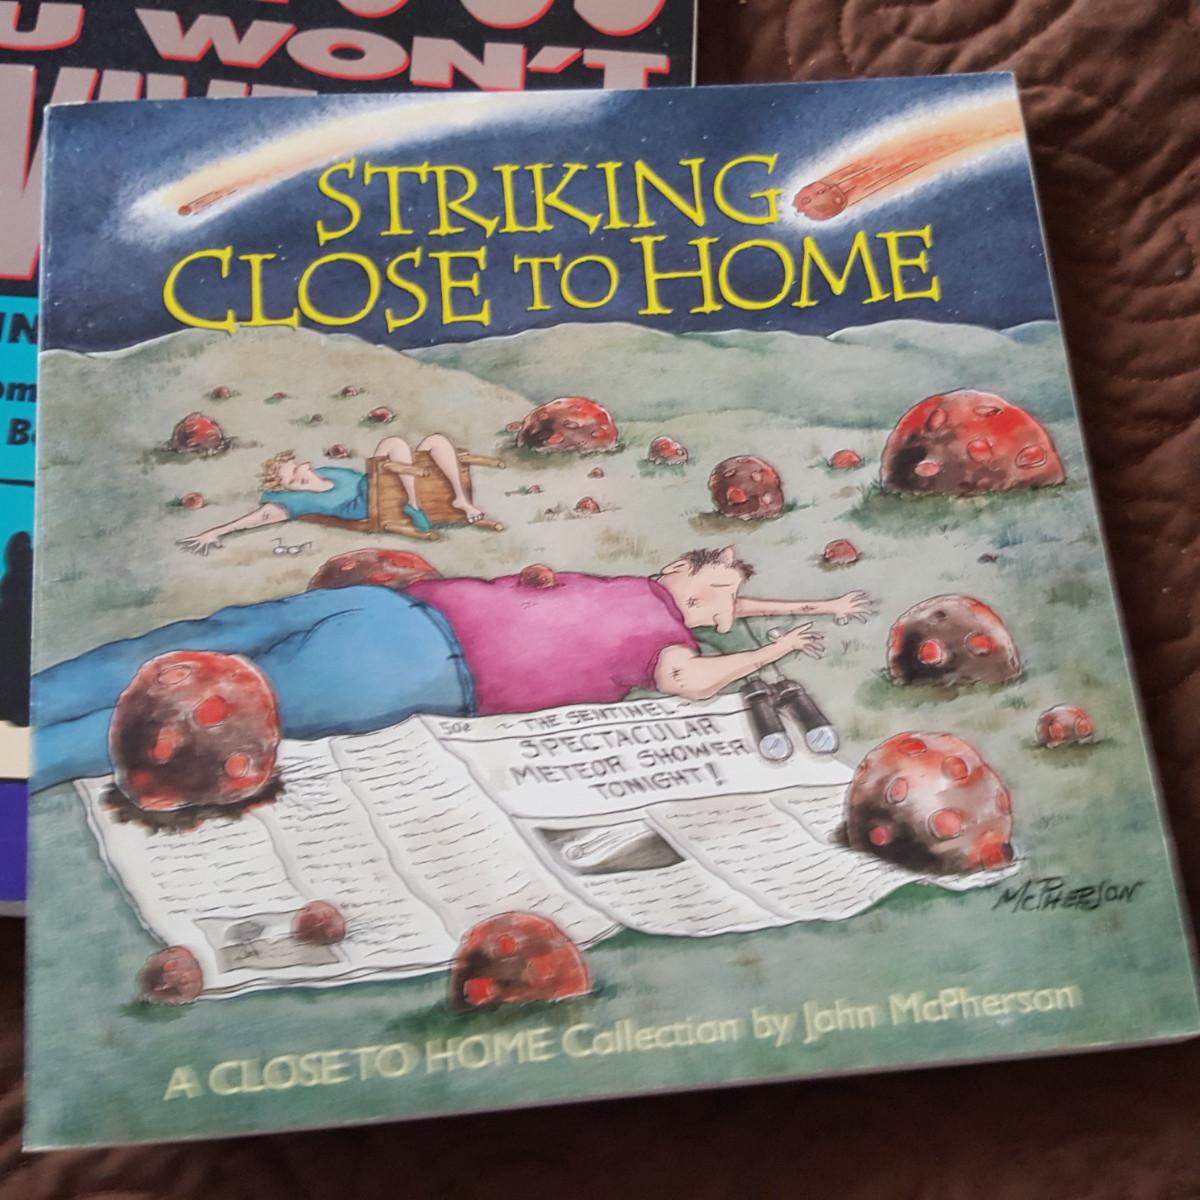 U WON'T
STRIKING
CLOSE TO HOME
50¢ ~ THE SENTINEL ~
SPECTACULAR
METEOR SHOWER
TONIGHT!
McPHERSON
A CLOSE TO HOME Collection by John McPherson